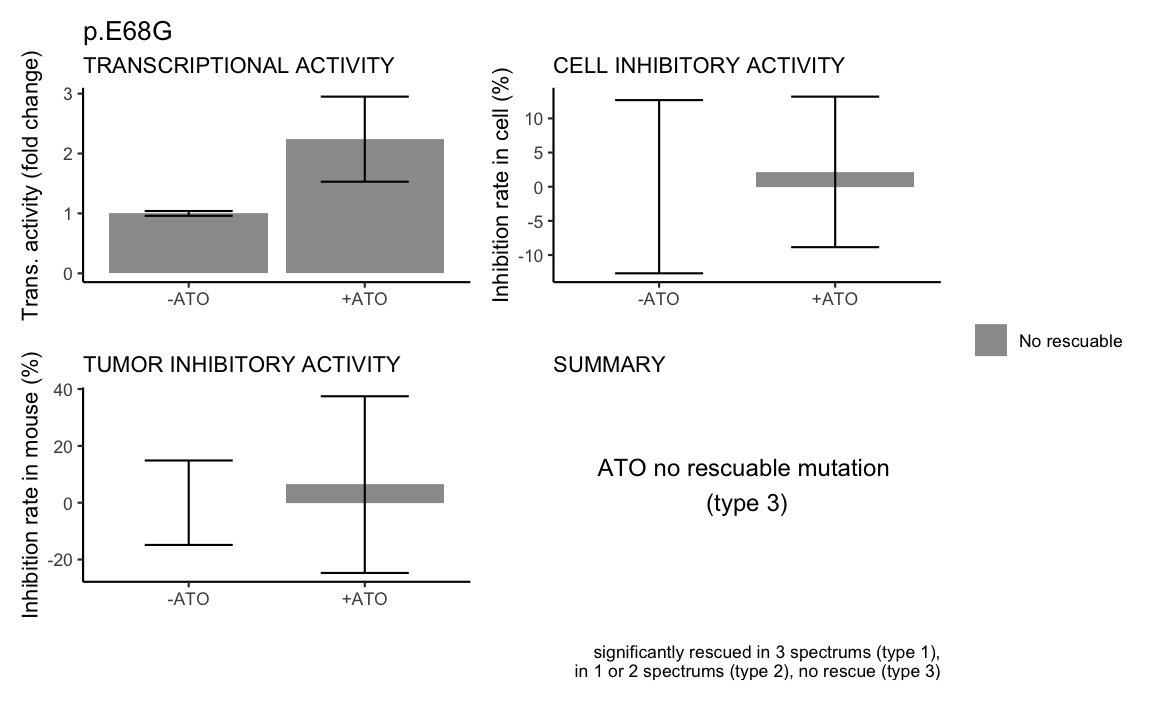 p.E68G
TRANSCRIPTIONAL ACTIVITY
Trans. activity (fold change)
3
2
1
0
-ATO
+ATO
CELL INHIBITORY ACTIVITY
Inhibition rate in cell (%)
10
5
0
-5
-10
-ATO
+ATO
No rescuable
TUMOR INHIBITORY ACTIVITY
Inhibition rate in mouse (%)
40
20
0
-20
-ATO
+ATO
SUMMARY
ATO no rescuable mutation
(type 3)
significantly rescued in 3 spectrums (type 1),
in 1 or 2 spectrums (type 2), no rescue (type 3)